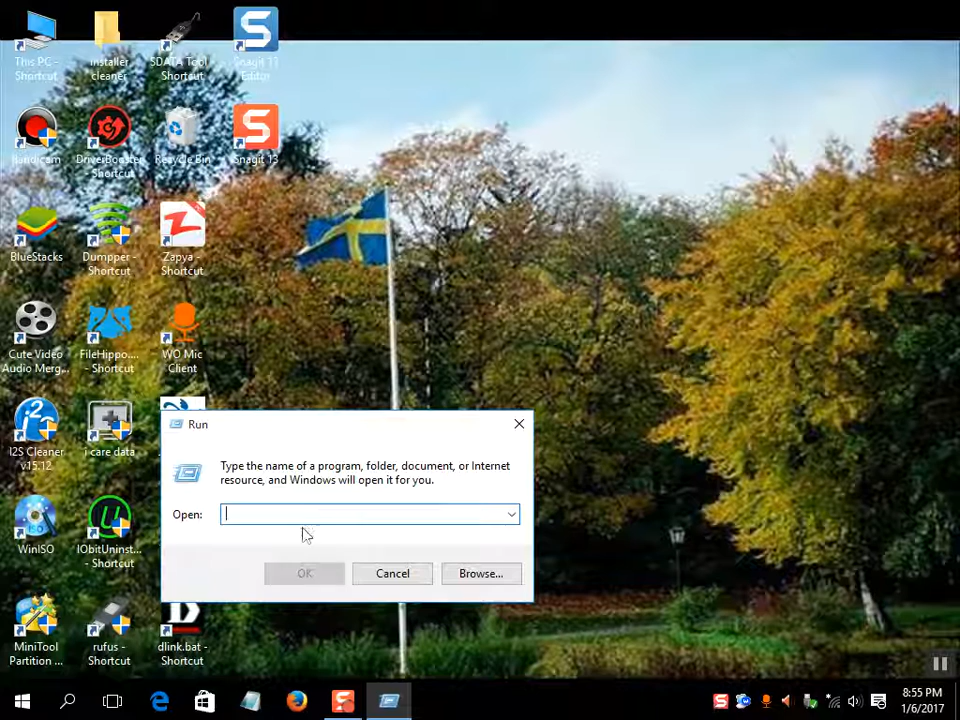 This PC -
Shortcut
installer
cleaner
SDATA Tool -
Shortcut
Snagit 13
Editor
Bandicam
DriverBooster
- Shortcut
Recycle Bin
Snagit 13
BlueStacks
Dumpper -
Shortcut
Zapya -
Shortcut
Cute Video
Audio Merg...
FileHippo....
- Shortcut
WO Mic
Client
I2S Cleaner
v15.12
i care data
WinISO
IObitUninst...
- Shortcut
MiniTool
Partition ...
rufus -
Shortcut
dlink.bat -
Shortcut
Run
Type the name of a program, folder, document, or Internet
resource, and Windows will open it for you.
Open:
OK
Cancel
Browse...
8:55 PM
1/6/2017